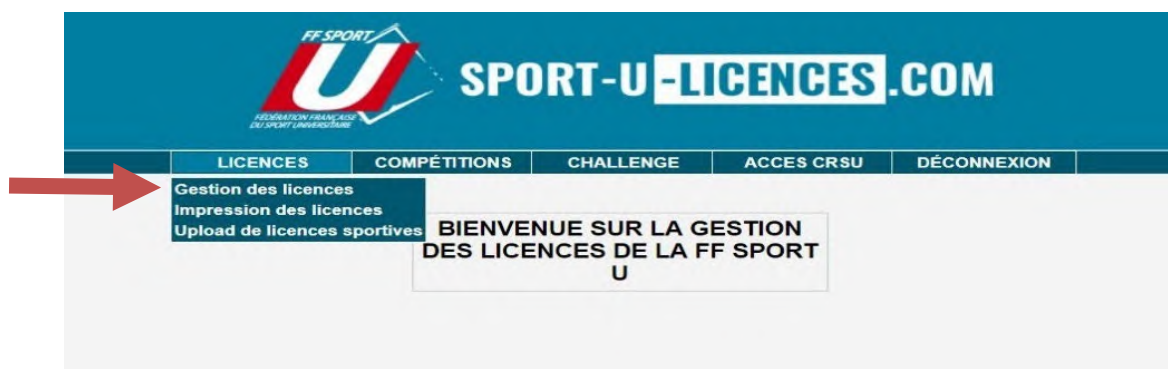 FF SPORT
U
FÉDÉRATION FRANÇAISE
DU SPORT UNIVERSITAIRE
SPORT-U-LICENCES.COM
LICENCES COMPÉTITIONS CHALLENGE ACCES CRSU DÉCONNEXION
Gestion des licences
Impression des licences
Upload de licences sportives
BIENVENUE SUR LA GESTION
DES LICENCES DE LA FF SPORT
U